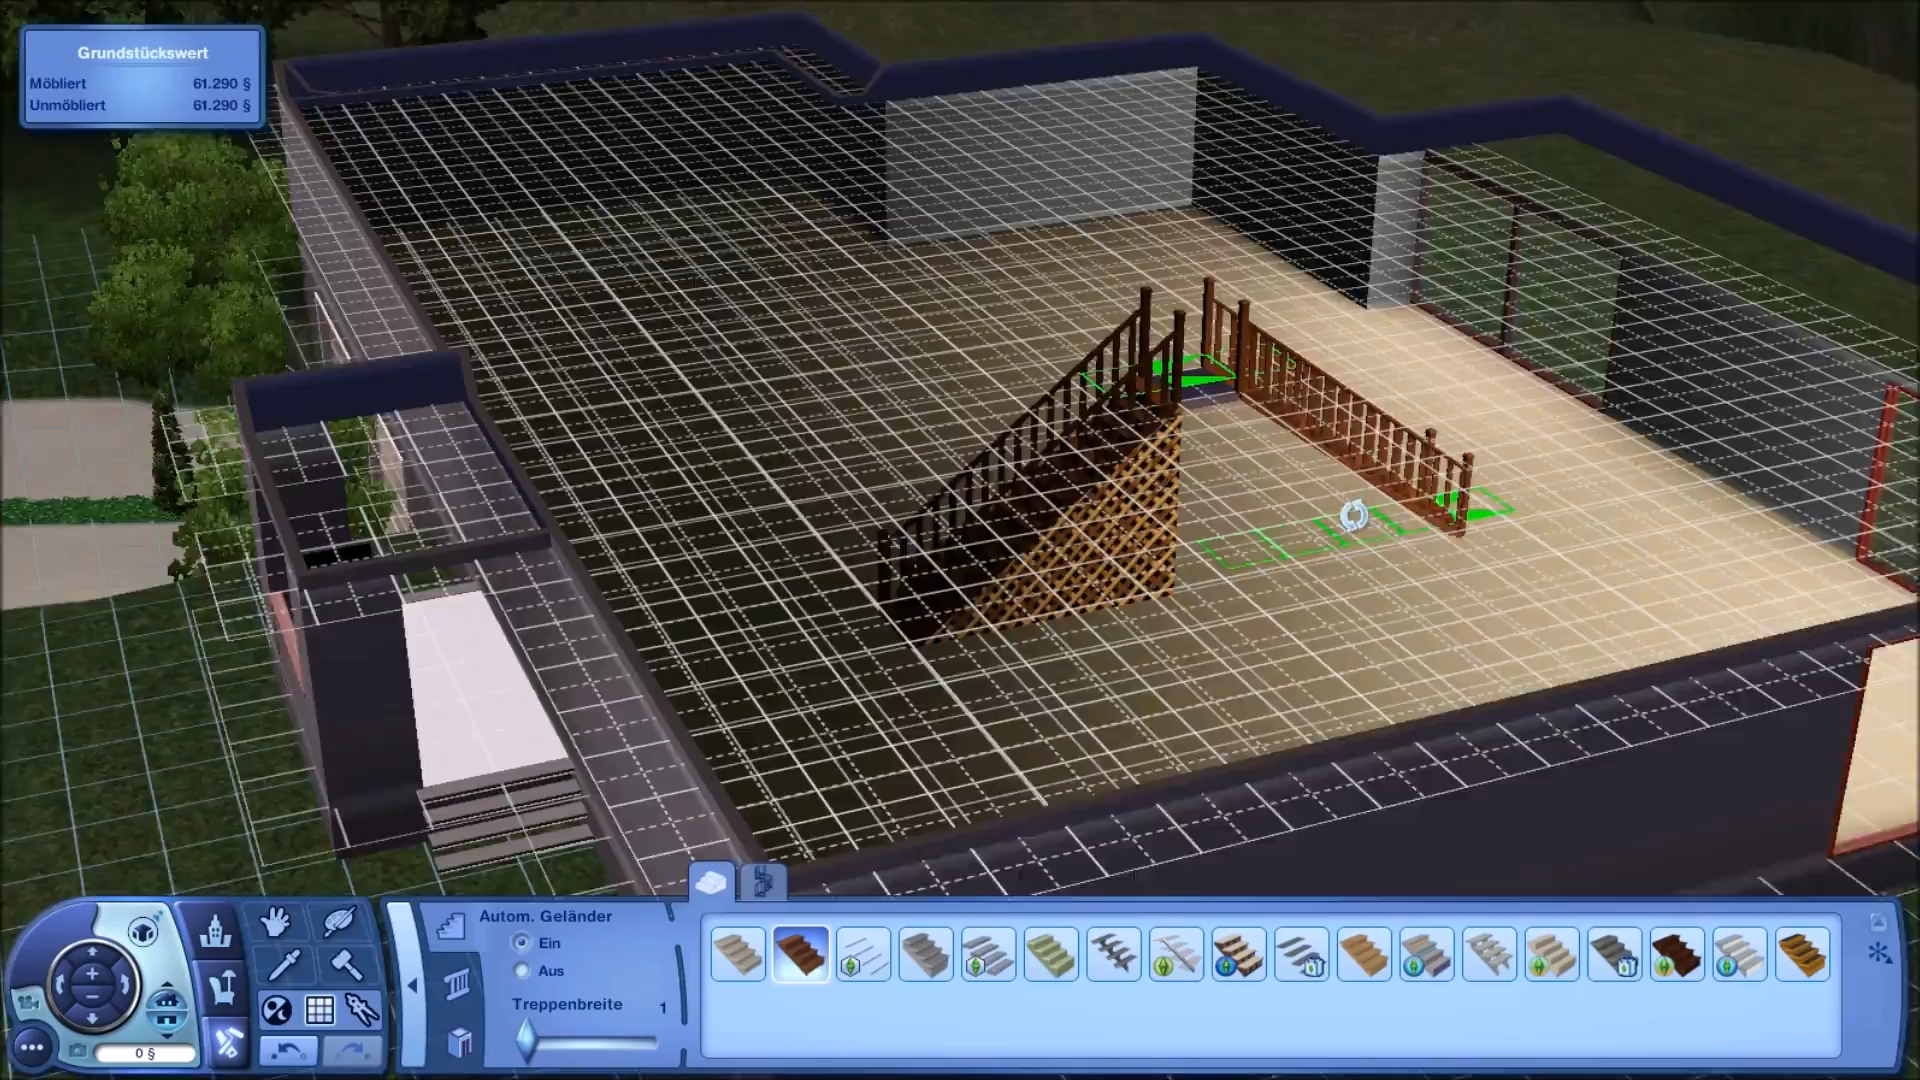 Grundstückswert
Möbliert 61.290 §
Unmöbliert 61.290 §
Autom. Geländer
Ein
Aus
Treppenbreite 1
0 §